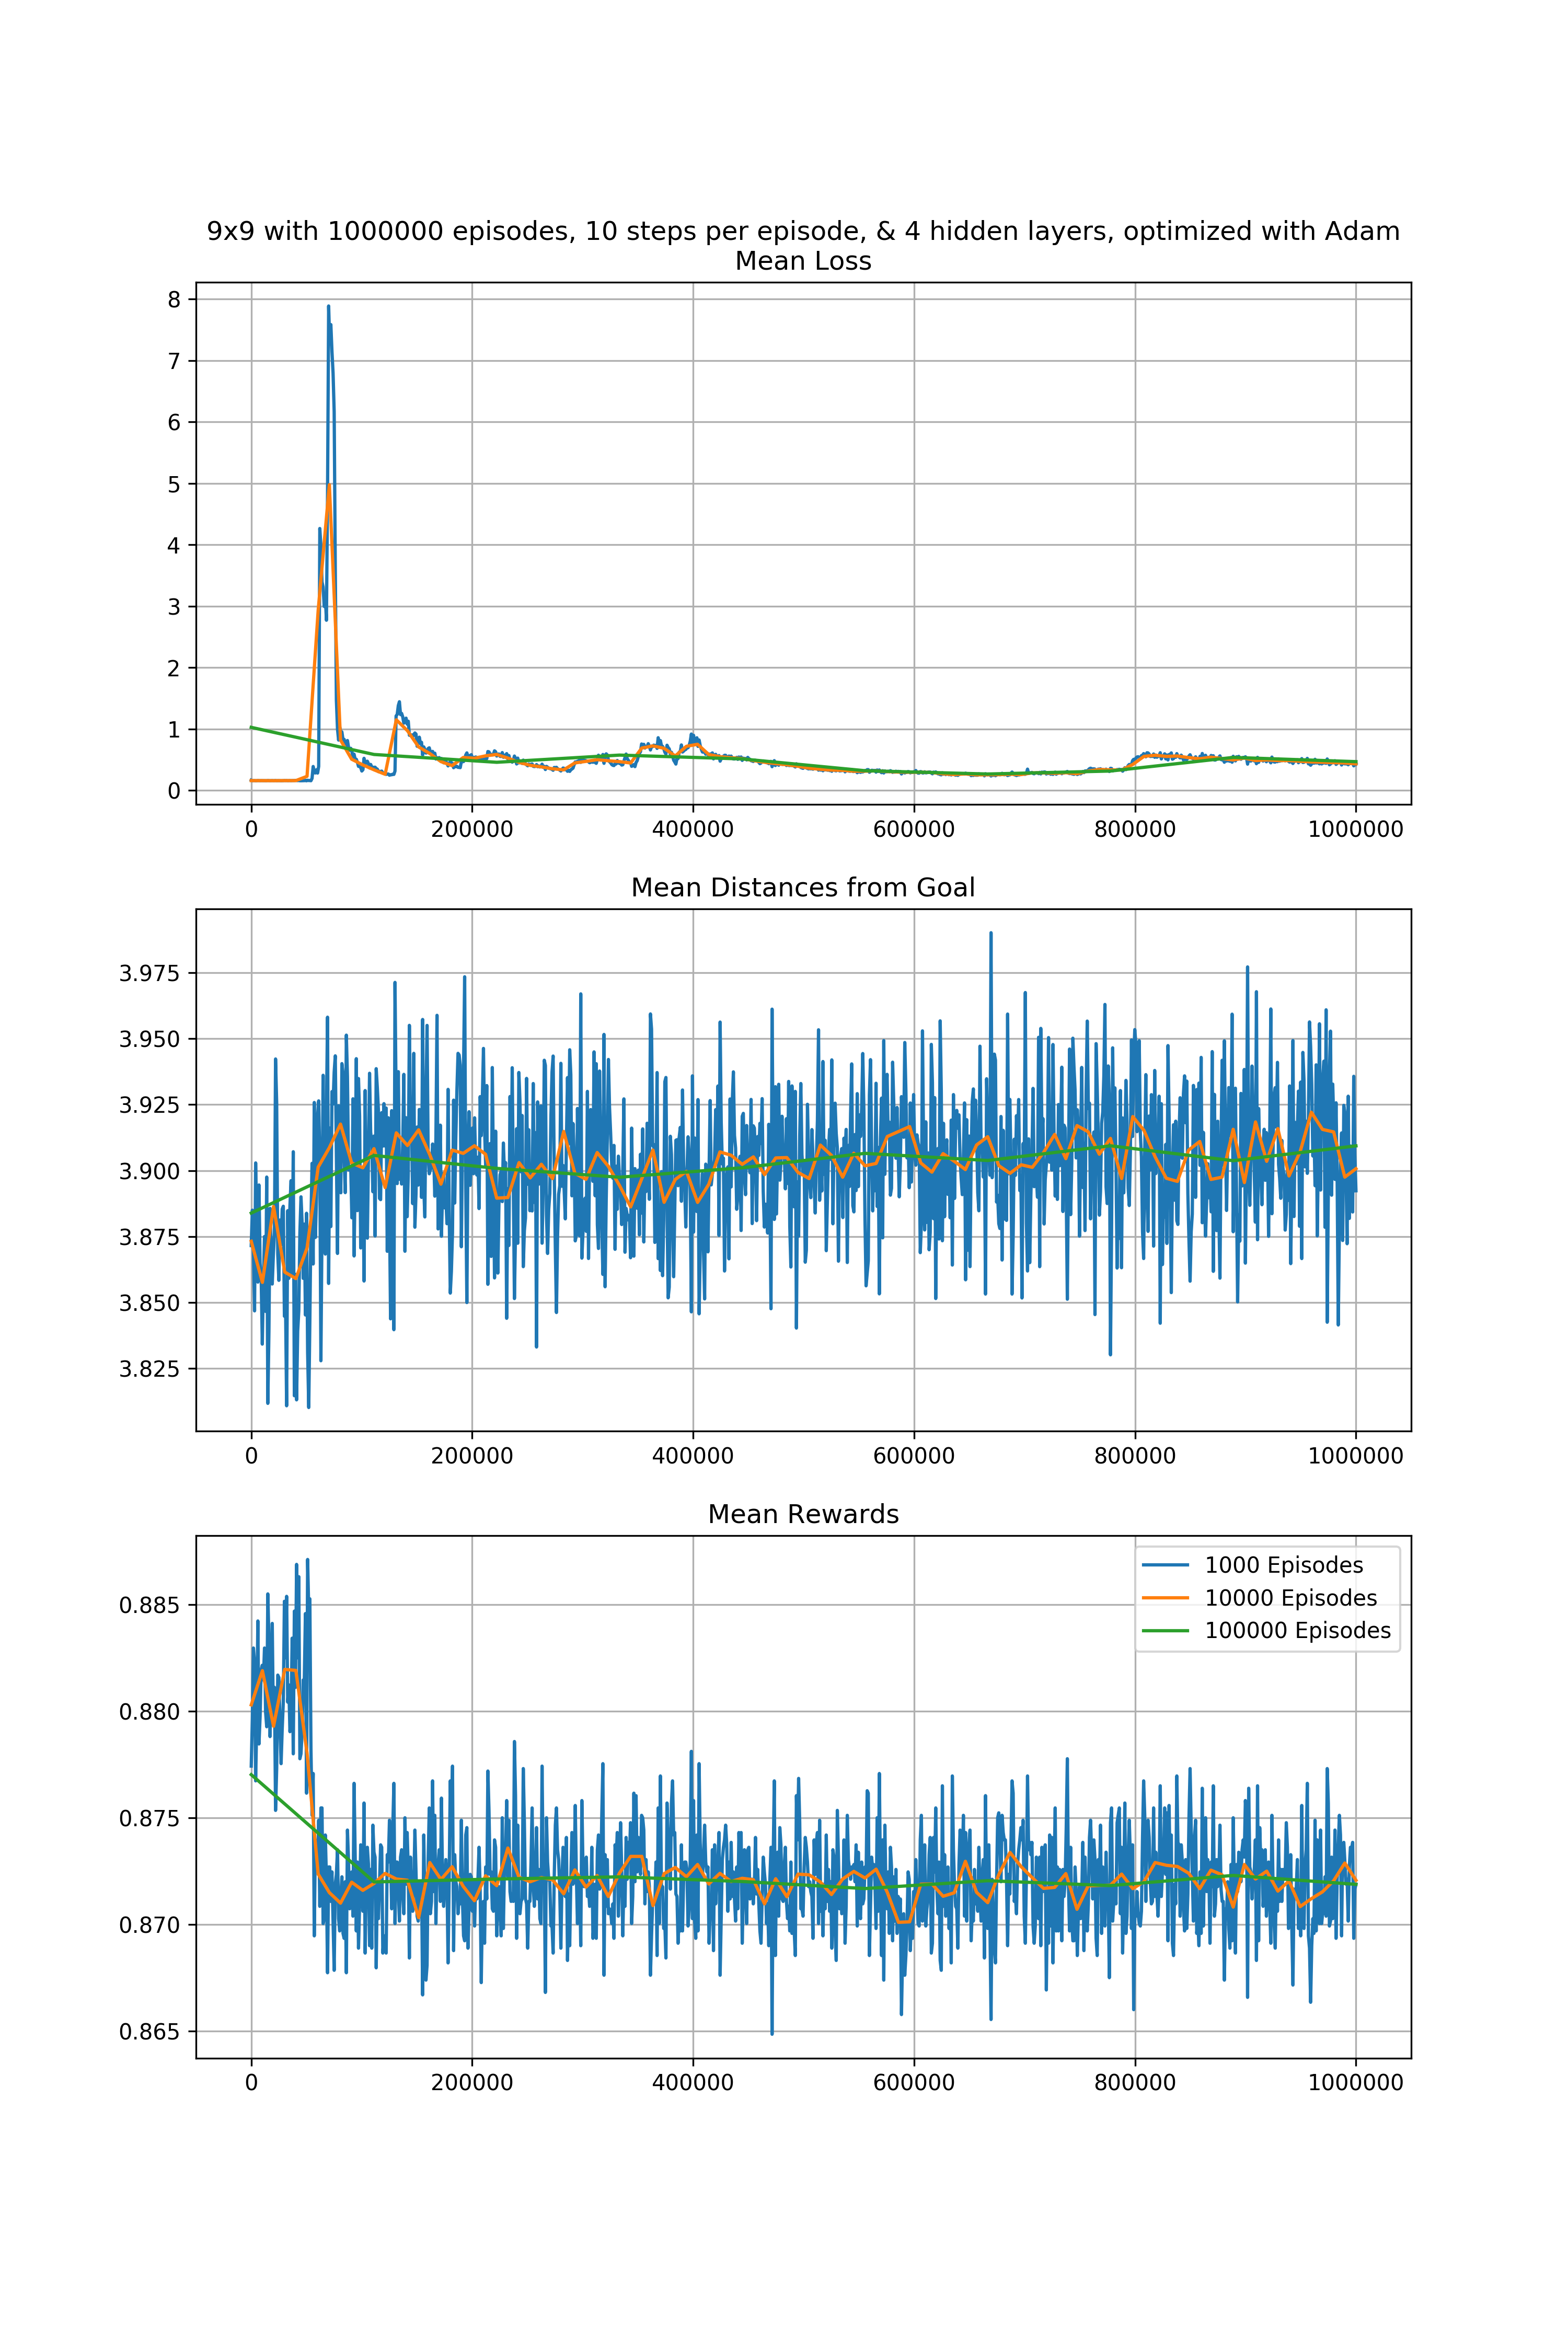 9x9 with 1000000 episodes, 10 steps per episode, & 4 hidden layers, optimized with Adam
Mean Loss
8
7
6
5
4
3
2
1
0
0 200000 400000 600000 800000 1000000
Mean Distances from Goal
3.975
3.950
3.925
3.900
3.875
3.850
3.825
0 200000 400000 600000 800000 1000000
Mean Rewards
1000 Episodes
10000 Episodes
100000 Episodes
0.885
0.880
0.875
0.870
0.865
0 200000 400000 600000 800000 1000000